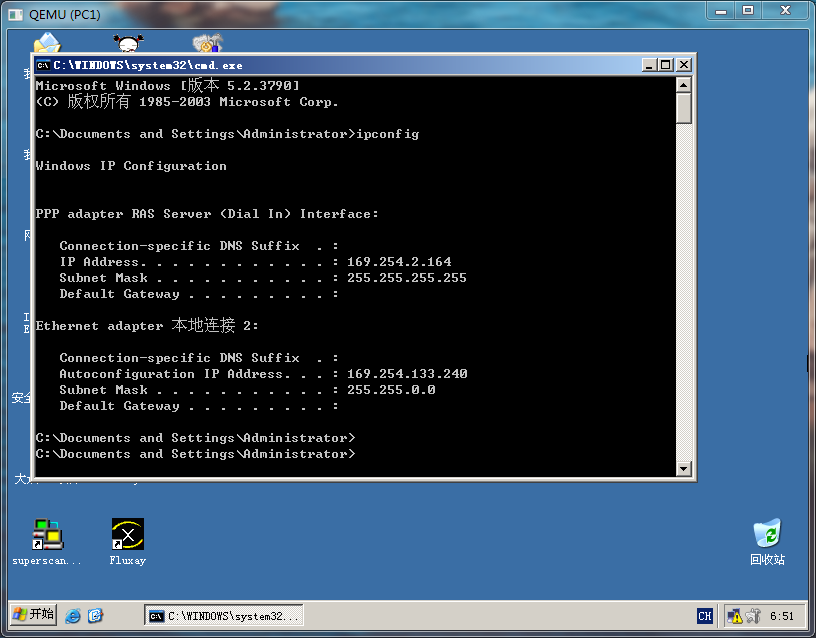 QEMU (PC1)
C:\WINDOWS\system32\cmd.exe
Microsoft Windows [版本 5.2.3790]
(C) 版权所有 1985-2003 Microsoft Corp.
C:\Documents and Settings\Administrator>ipconfig
Windows IP Configuration
PPP adapter RAS Server (Dial In) Interface:
Connection-specific DNS Suffix  . :
IP Address. . . . . . . . . . . . : 169.254.2.164
Subnet Mask . . . . . . . . . . . : 255.255.255.255
Default Gateway . . . . . . . . . :
Ethernet adapter 本地连接 2:
Connection-specific DNS Suffix  . :
Autoconfiguration IP Address. . . : 169.254.133.240
Subnet Mask . . . . . . . . . . . : 255.255.0.0
Default Gateway . . . . . . . . . :
C:\Documents and Settings\Administrator>
C:\Documents and Settings\Administrator>
安全
superscan...
Fluxay
回收站
开始
C:\WINDOWS\system32...
CH
6:51